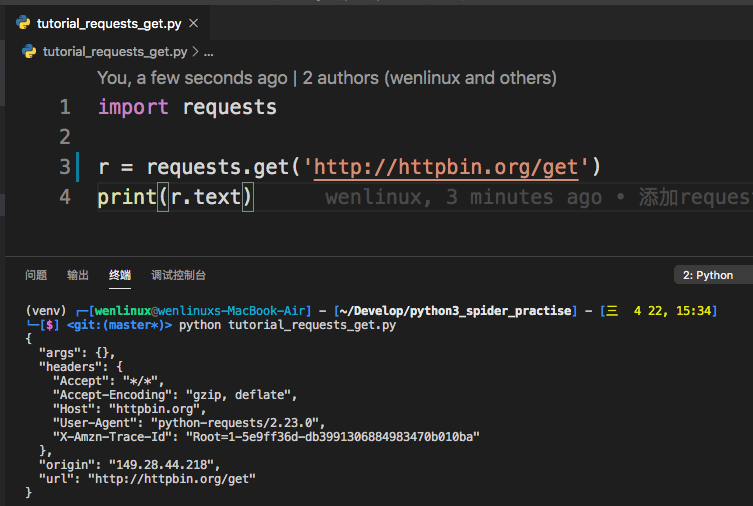 tutorial_requests_get.py ×
tutorial_requests_get.py > ...
You, a few seconds ago | 2 authors (wenlinux and others)
1 import requests
2
3 r = requests.get('http://httpbin.org/get')
4 print(r.text) wenlinux, 3 minutes ago • 添加reques
问题 输出 终端 调试控制台 2: Python
(venv) ┌─[wenlinux@wenlinuxs-MacBook-Air] - [~/Develop/python3_spider_practise] - [三 4 22, 15:34]
└─[$] <git:(master*)> python tutorial_requests_get.py
{
"args": {},
"headers": {
"Accept": "*/*",
"Accept-Encoding": "gzip, deflate",
"Host": "httpbin.org",
"User-Agent": "python-requests/2.23.0",
"X-Amzn-Trace-Id": "Root=1-5e9ff36d-db3991306884983470b010ba"
},
"origin": "149.28.44.218",
"url": "http://httpbin.org/get"
}